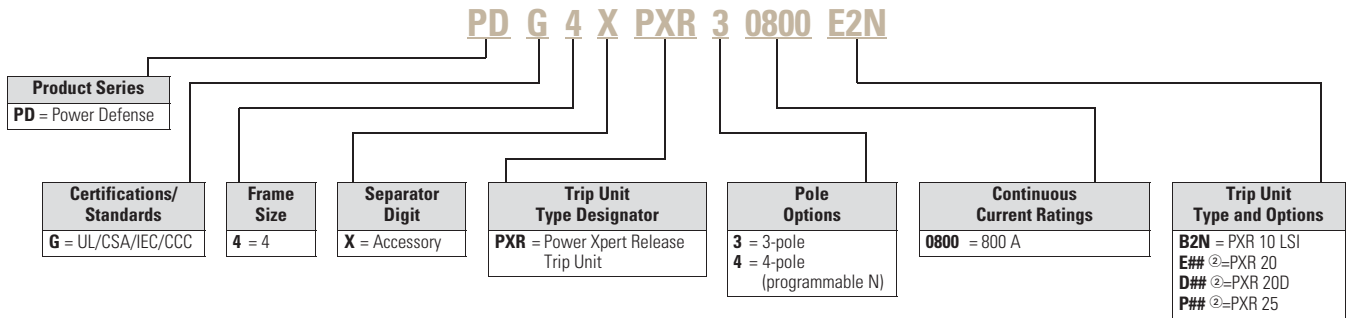 PD G 4 X PXR 3 0800 E2N
Product Series
PD = Power Defense
Certifications/
Standards
G = UL/CSA/IEC/CCC
Frame
Size
4 = 4
Separator
Digit
X = Accessory
Trip Unit
Type Designator
PXR = Power Xpert Release
Trip Unit
Pole
Options
3 = 3-pole
4 = 4-pole
(programmable N)
Continuous
Current Ratings
0800 = 800 A
Trip Unit
Type and Options
B2N = PXR 10 LSI
E## ②=PXR 20
D## ②=PXR 20D
P## ②=PXR 25